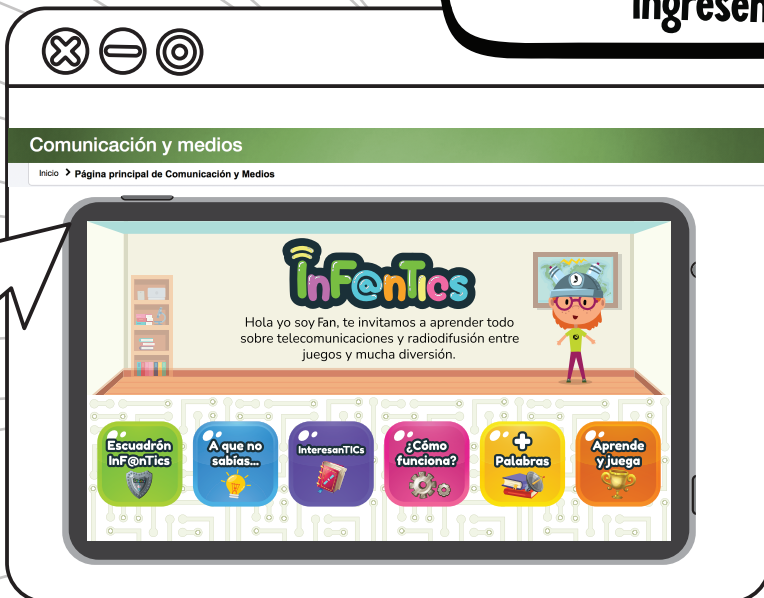 ingresen
Comunicación y medios
Inicio > Página principal de Comunicación y Medios
InF@nTics
Hola yo soy Fan, te invitamos a aprender todo
sobre telecomunicaciones y radiodifusión entre
juegos y mucha diversión.
Escuadrón
InF@nTics
A que no
sabías...
InteresanTICs
¿Cómo
funciona?
+
Palabras
Aprende
y juega